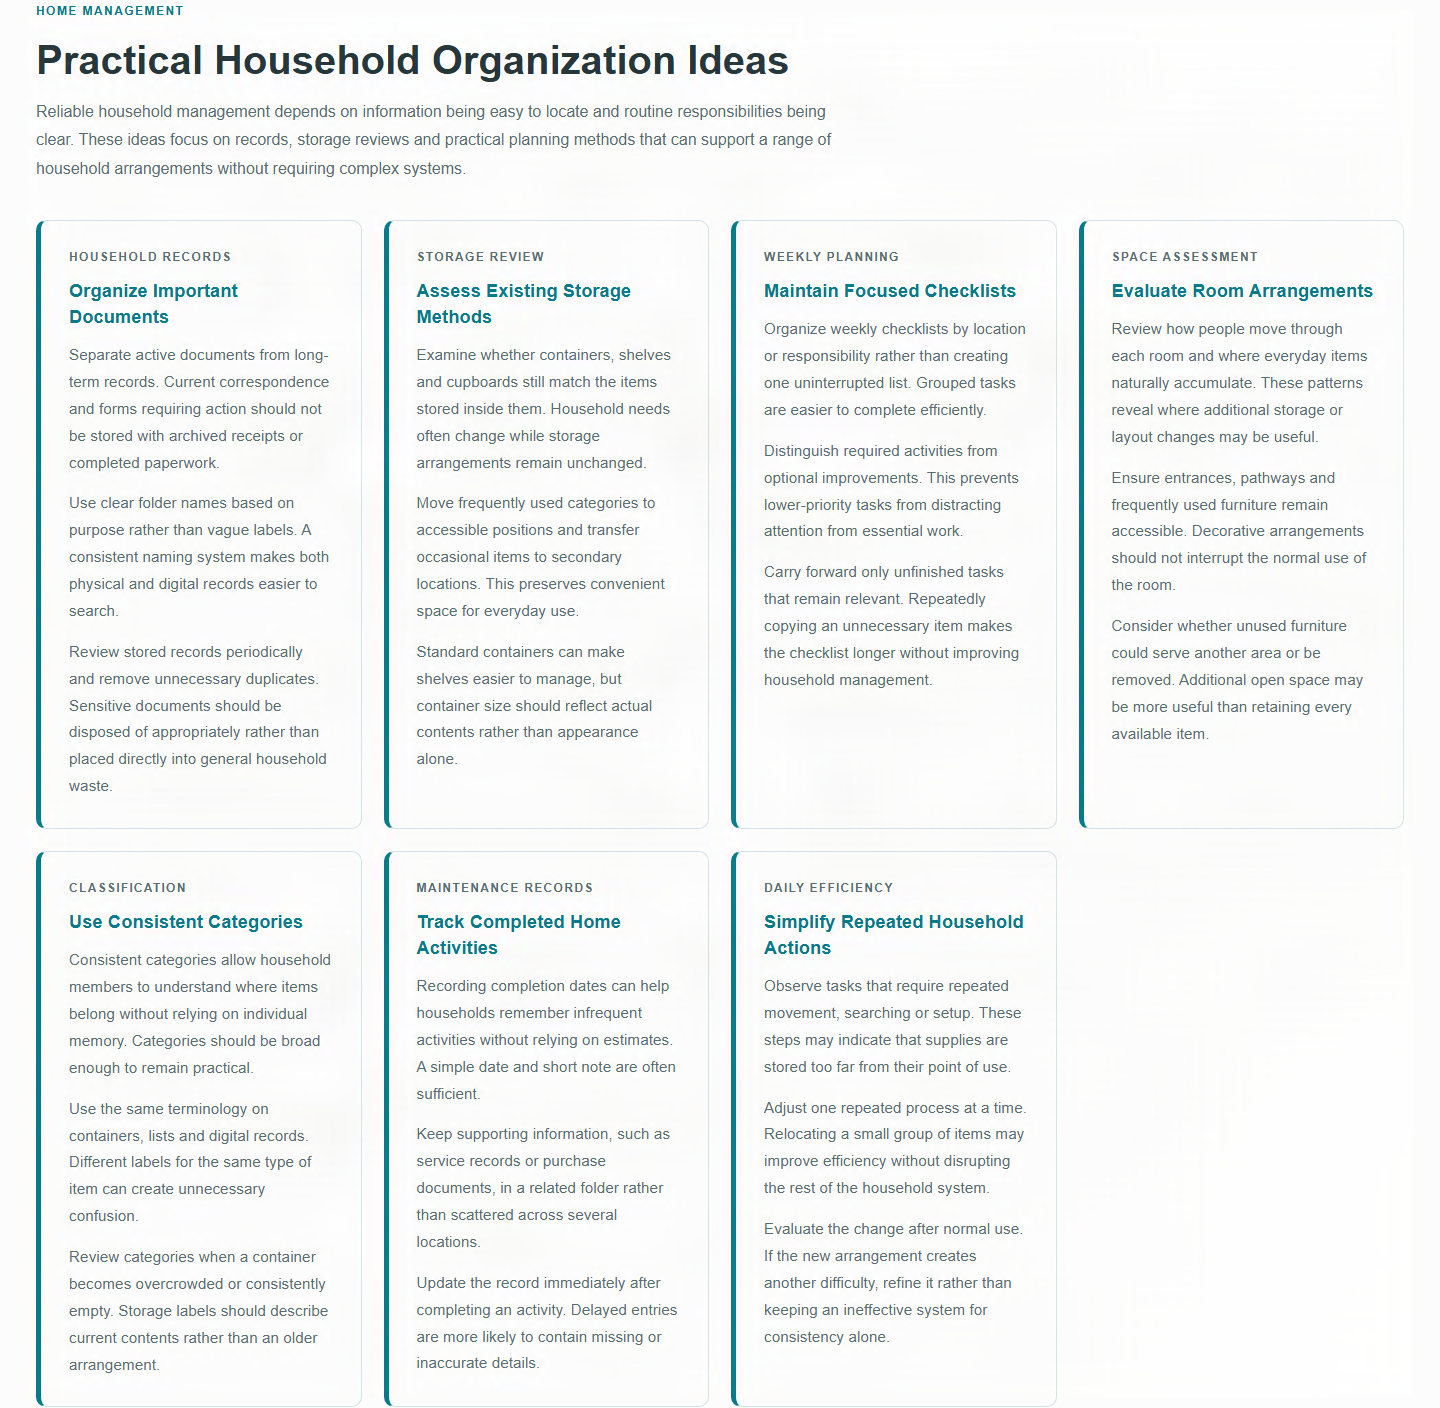 HOME MANAGEMENT
Practical Household Organization Ideas
Reliable household management depends on information being easy to locate and routine responsibilities being
clear. These ideas focus on records, storage reviews and practical planning methods that can support a range of
household arrangements without requiring complex systems.
HOUSEHOLD RECORDS
Organize Important
Documents
Separate active documents from long-
term records. Current correspondence
and forms requiring action should not
be stored with archived receipts or
completed paperwork.
Use clear folder names based on
purpose rather than vague labels. A
consistent naming system makes both
physical and digital records easier to
search.
Review stored records periodically
and remove unnecessary duplicates.
Sensitive documents should be
disposed of appropriately rather than
placed directly into general household
waste.
STORAGE REVIEW
Assess Existing Storage
Methods
Examine whether containers, shelves
and cupboards still match the items
stored inside them. Household needs
often change while storage
arrangements remain unchanged.
Move frequently used categories to
accessible positions and transfer
occasional items to secondary
locations. This preserves convenient
space for everyday use.
Standard containers can make
shelves easier to manage, but
container size should reflect actual
contents rather than appearance
alone.
WEEKLY PLANNING
Maintain Focused Checklists
Organize weekly checklists by location
or responsibility rather than creating
one uninterrupted list. Grouped tasks
are easier to complete efficiently.
Distinguish required activities from
optional improvements. This prevents
lower-priority tasks from distracting
attention from essential work.
Carry forward only unfinished tasks
that remain relevant. Repeatedly
copying an unnecessary item makes
the checklist longer without improving
household management.
SPACE ASSESSMENT
Evaluate Room Arrangements
Review how people move through
each room and where everyday items
naturally accumulate. These patterns
reveal where additional storage or
layout changes may be useful.
Ensure entrances, pathways and
frequently used furniture remain
accessible. Decorative arrangements
should not interrupt the normal use of
the room.
Consider whether unused furniture
could serve another area or be
removed. Additional open space may
be more useful than retaining every
available item.
CLASSIFICATION
Use Consistent Categories
Consistent categories allow household
members to understand where items
belong without relying on individual
memory. Categories should be broad
enough to remain practical.
Use the same terminology on
containers, lists and digital records.
Different labels for the same type of
item can create unnecessary
confusion.
Review categories when a container
becomes overcrowded or consistently
empty. Storage labels should describe
current contents rather than an older
arrangement.
MAINTENANCE RECORDS
Track Completed Home
Activities
Recording completion dates can help
households remember infrequent
activities without relying on estimates.
A simple date and short note are often
sufficient.
Keep supporting information, such as
service records or purchase
documents, in a related folder rather
than scattered across several
locations.
Update the record immediately after
completing an activity. Delayed entries
are more likely to contain missing or
inaccurate details.
DAILY EFFICIENCY
Simplify Repeated Household
Actions
Observe tasks that require repeated
movement, searching or setup. These
steps may indicate that supplies are
stored too far from their point of use.
Adjust one repeated process at a time.
Relocating a small group of items may
improve efficiency without disrupting
the rest of the household system.
Evaluate the change after normal use.
If the new arrangement creates
another difficulty, refine it rather than
keeping an ineffective system for
consistency alone.